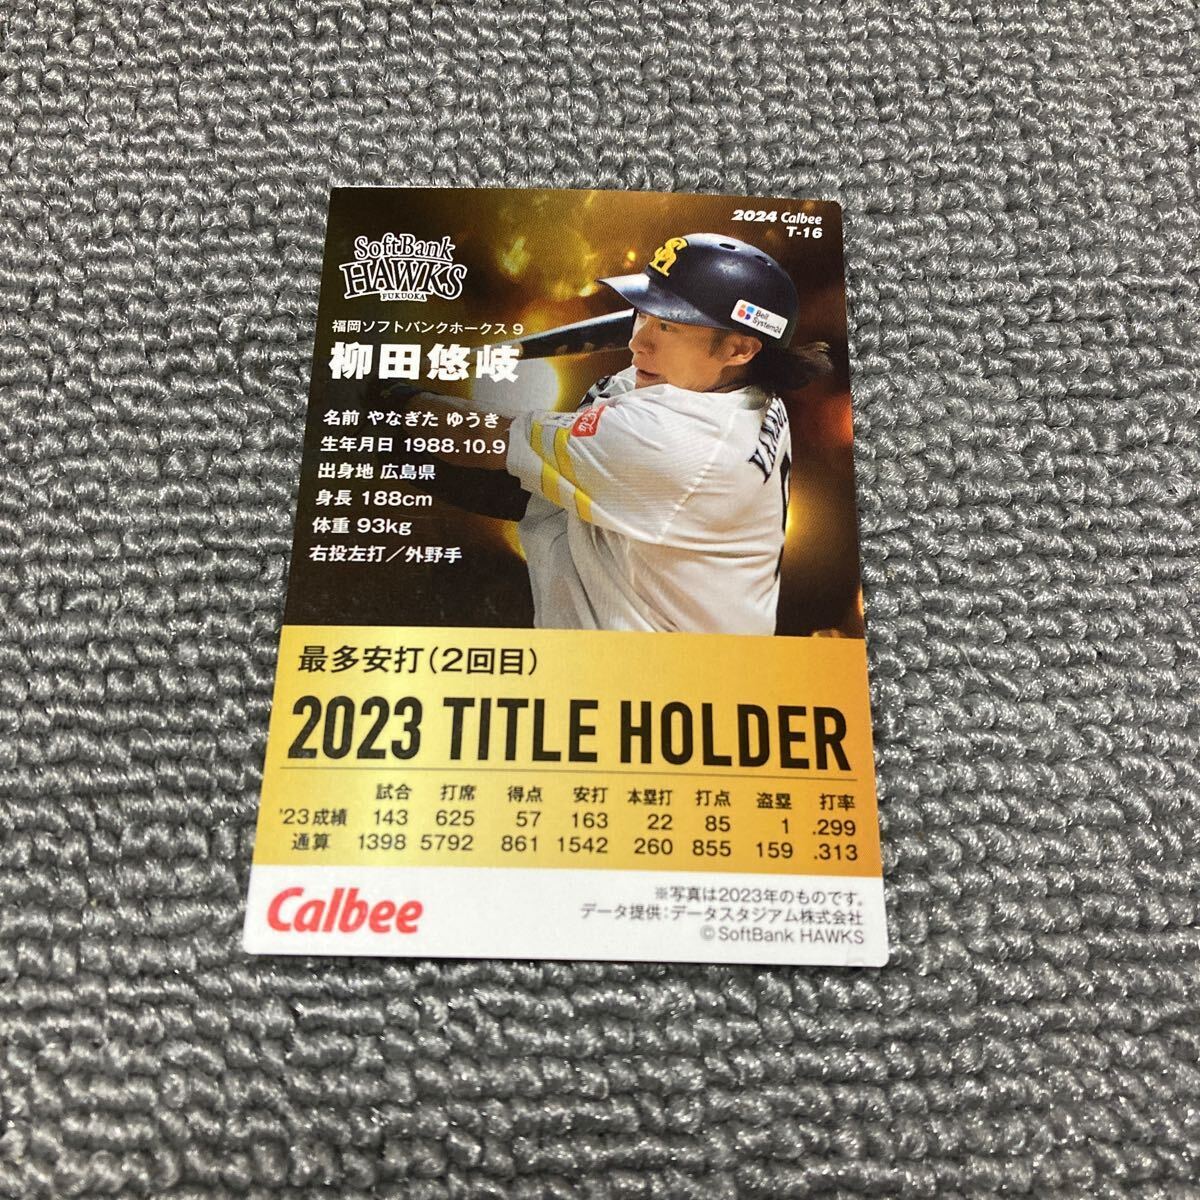 2024 Calbee
T-16
SoftBank
HAWKS
FUKUOKA
福岡ソフトバンクホークス 9
柳田悠岐
名前 やなぎた ゆうき
生年月日 1988.10.9
出身地 広島県
身長 188cm
体重 93kg
右投左打／外野手
SH
Bell
System24
最多安打(2回目)
2023 TITLE HOLDER
試合 打席 得点 安打 本塁打 打点 盗塁 打率
'23成績 143 625 57 163 22 85 1 .299
通算 1398 5792 861 1542 260 855 159 .313
Calbee
※写真は2023年のものです。
データ提供：データスタジアム株式会社
©SoftBank HAWKS